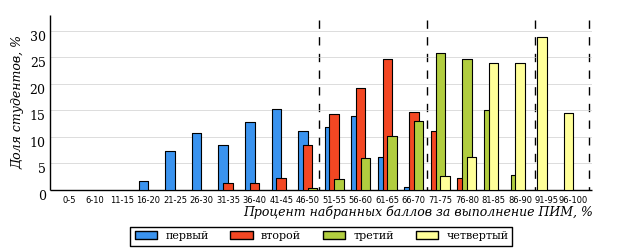 Доля студентов, %
30
25
20
15
10
5
0
0-5 6-10 11-15 16-20 21-25 26-30 31-35 36-40 41-45 46-50 51-55 56-60 61-65 66-70 71-75 76-80 81-85 86-90 91-95 96-100
Процент набранных баллов за выполнение ПИМ, %
первый второй третий четвертый